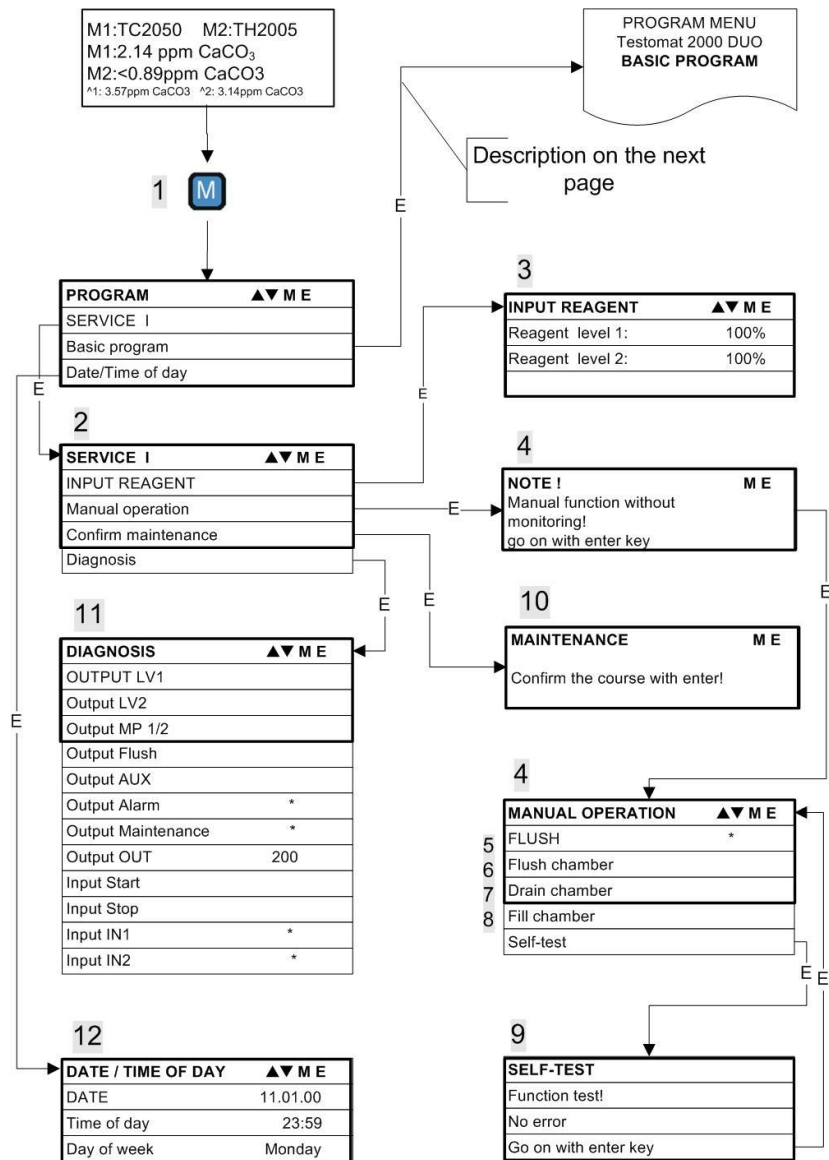 M1:TC2050 M2:TH2005
M1:2.14 ppm CaCO₃
M2:<0.89ppm CaCO3
^1: 3.57ppm CaCO3 ^2: 3.14ppm CaCO3
PROGRAM MENU
Testomat 2000 DUO
BASIC PROGRAM
Description on the next
page
1
M
E
PROGRAM ▲▼ M E
SERVICE I
Basic program
Date/Time of day
E
E
3
INPUT REAGENT ▲▼ M E
Reagent level 1: 100%
Reagent level 2: 100%
E
2
SERVICE I ▲▼ M E
INPUT REAGENT
Manual operation
Confirm maintenance
Diagnosis
E
E
E
4
NOTE ! M E
Manual function without
monitoring!
go on with enter key
E
10
MAINTENANCE M E
Confirm the course with enter!
11
DIAGNOSIS ▲▼ M E
OUTPUT LV1
Output LV2
Output MP 1/2
Output Flush
Output AUX
Output Alarm *
Output Maintenance *
Output OUT 200
Input Start
Input Stop
Input IN1 *
Input IN2 *
4
MANUAL OPERATION ▲▼ M E
5 FLUSH *
6 Flush chamber
7 Drain chamber
8 Fill chamber
Self-test
E
E
12
DATE / TIME OF DAY ▲▼ M E
DATE 11.01.00
Time of day 23:59
Day of week Monday
9
SELF-TEST
Function test!
No error
Go on with enter key